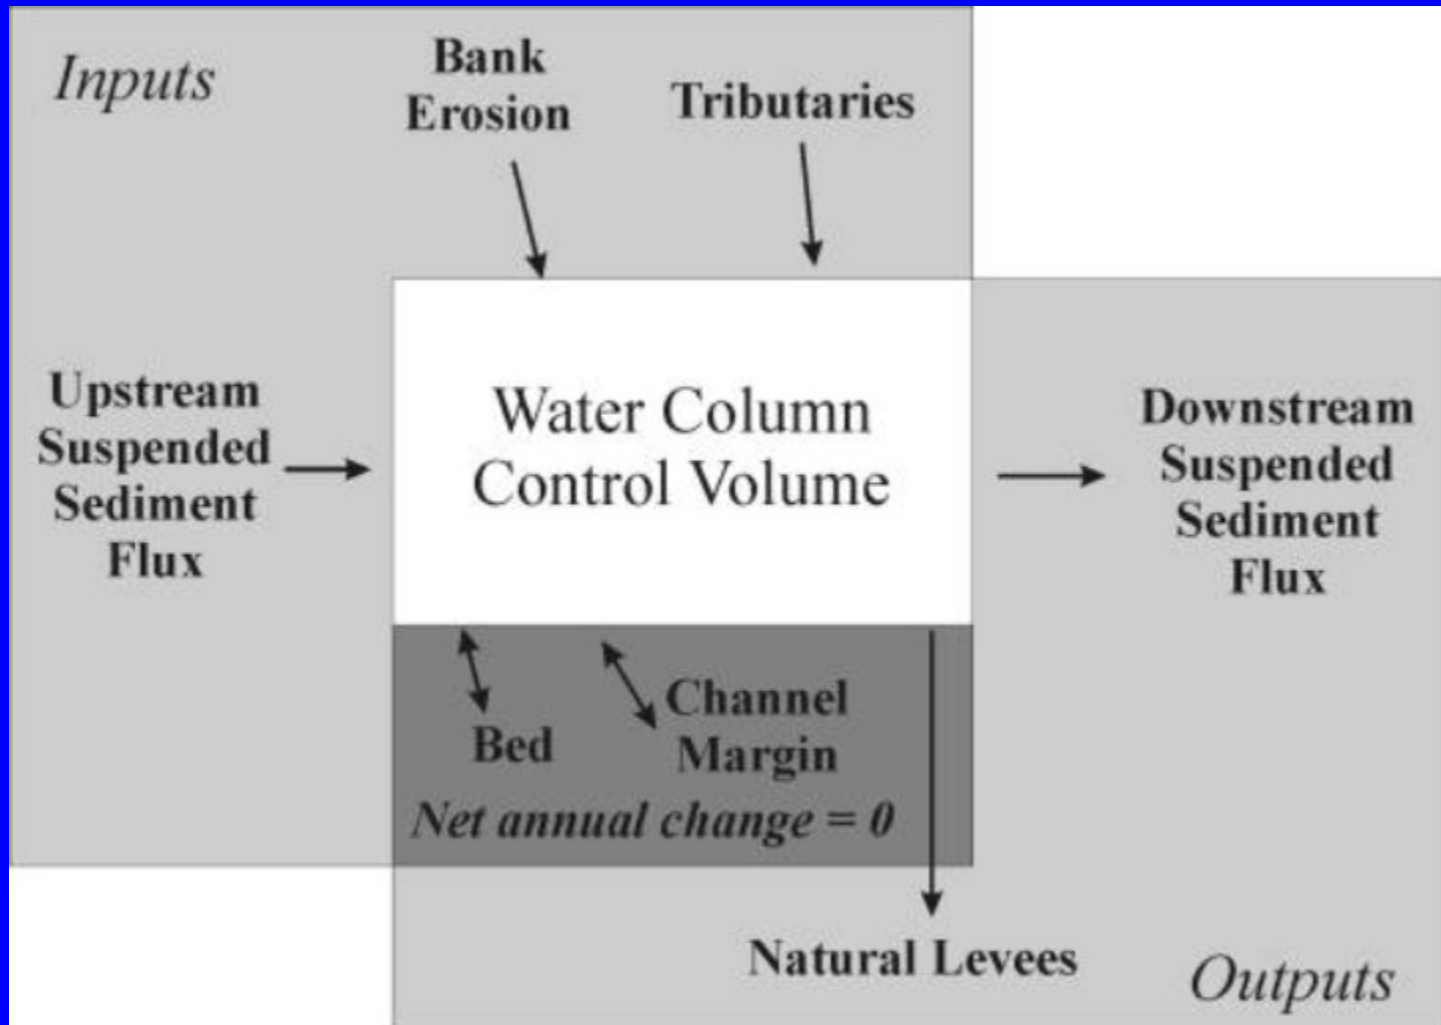 Inputs
Bank
Erosion
Tributaries
Upstream
Suspended
Sediment
Flux
Water Column
Control Volume
Downstream
Suspended
Sediment
Flux
Bed
Channel
Margin
Net annual change = 0
Natural Levees
Outputs